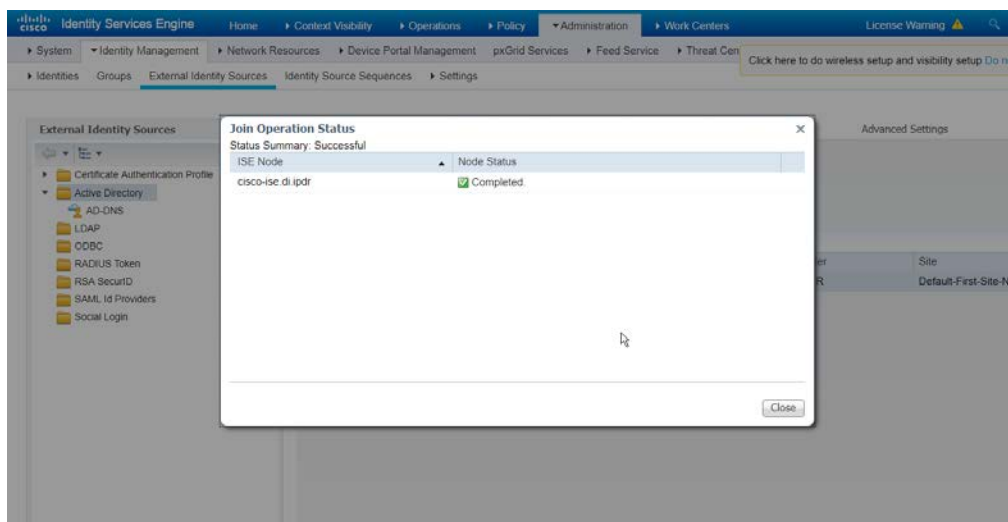 cisco Identity Services Engine Home Context Visibility Operations Policy Administration Work Centers License Warning
System Identity Management Network Resources Device Portal Management pxGrid Services Feed Service Threat Cen
Click here to do wireless setup and visibility setup Do n
Identities Groups External Identity Sources Identity Source Sequences Settings
External Identity Sources
Certificate Authentication Profile
Active Directory
AD-DNS
LDAP
ODBC
RADIUS Token
RSA SecurID
SAML Id Providers
Social Login
Join Operation Status
Status Summary: Successful
ISE Node Node Status
cisco-ise.di.ipdr Completed.
Close
Advanced Settings
er Site
R Default-First-Site-N